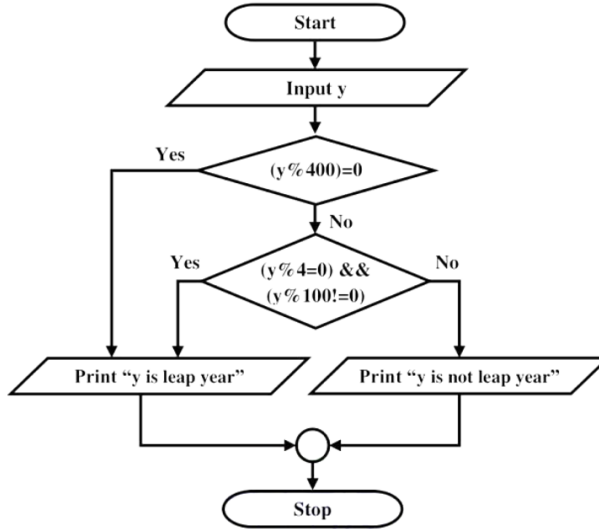 Start
Input y
Yes
(y%400)=0
No
Yes
(y%4=0) &&
(y%100!=0)
No
Print “y is leap year”
Print “y is not leap year”
Stop